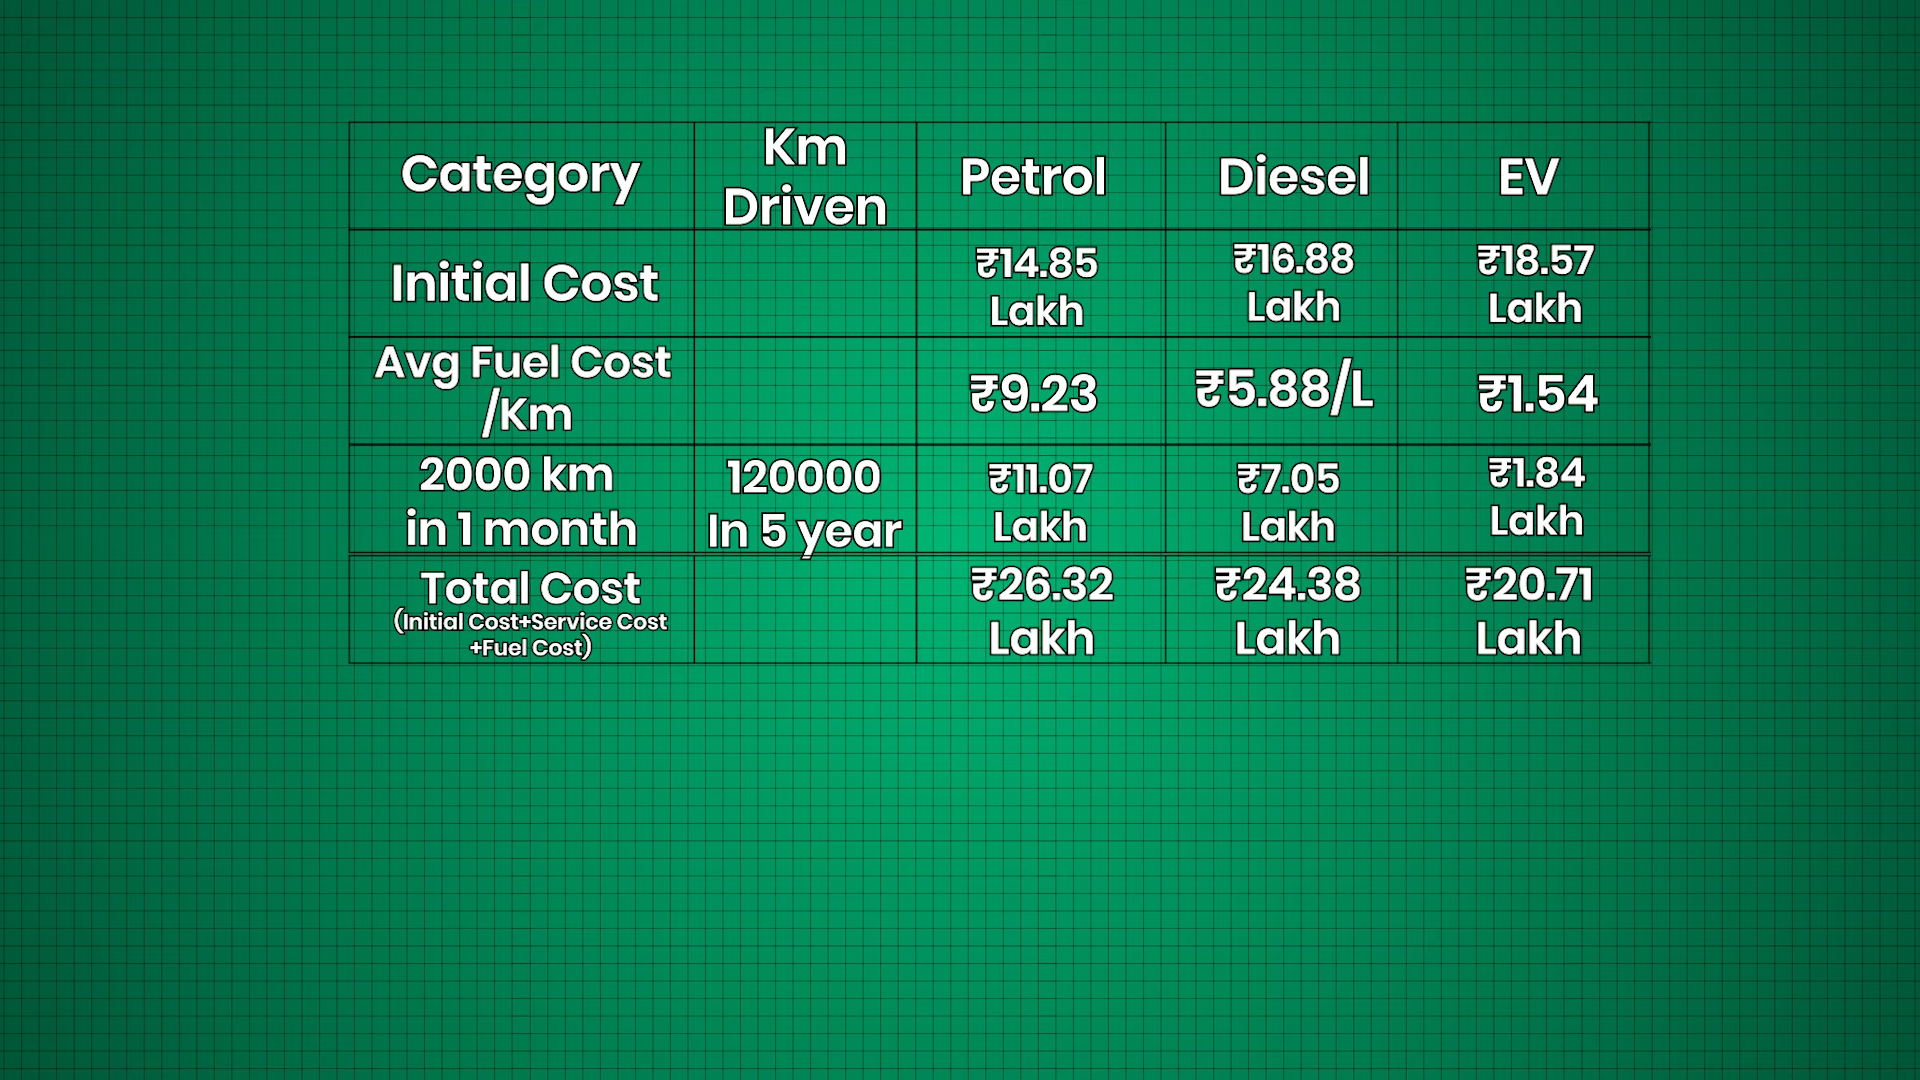 Category
Km
Driven
Petrol
Diesel
EV
Initial Cost
₹14.85
Lakh
₹16.88
Lakh
₹18.57
Lakh
Avg Fuel Cost
/Km
₹9.23
₹5.88/L
₹1.54
2000 km
in 1 month
120000
In 5 year
₹11.07
Lakh
₹7.05
Lakh
₹1.84
Lakh
Total Cost
(Initial Cost+Service Cost
+Fuel Cost)
₹26.32
Lakh
₹24.38
Lakh
₹20.71
Lakh